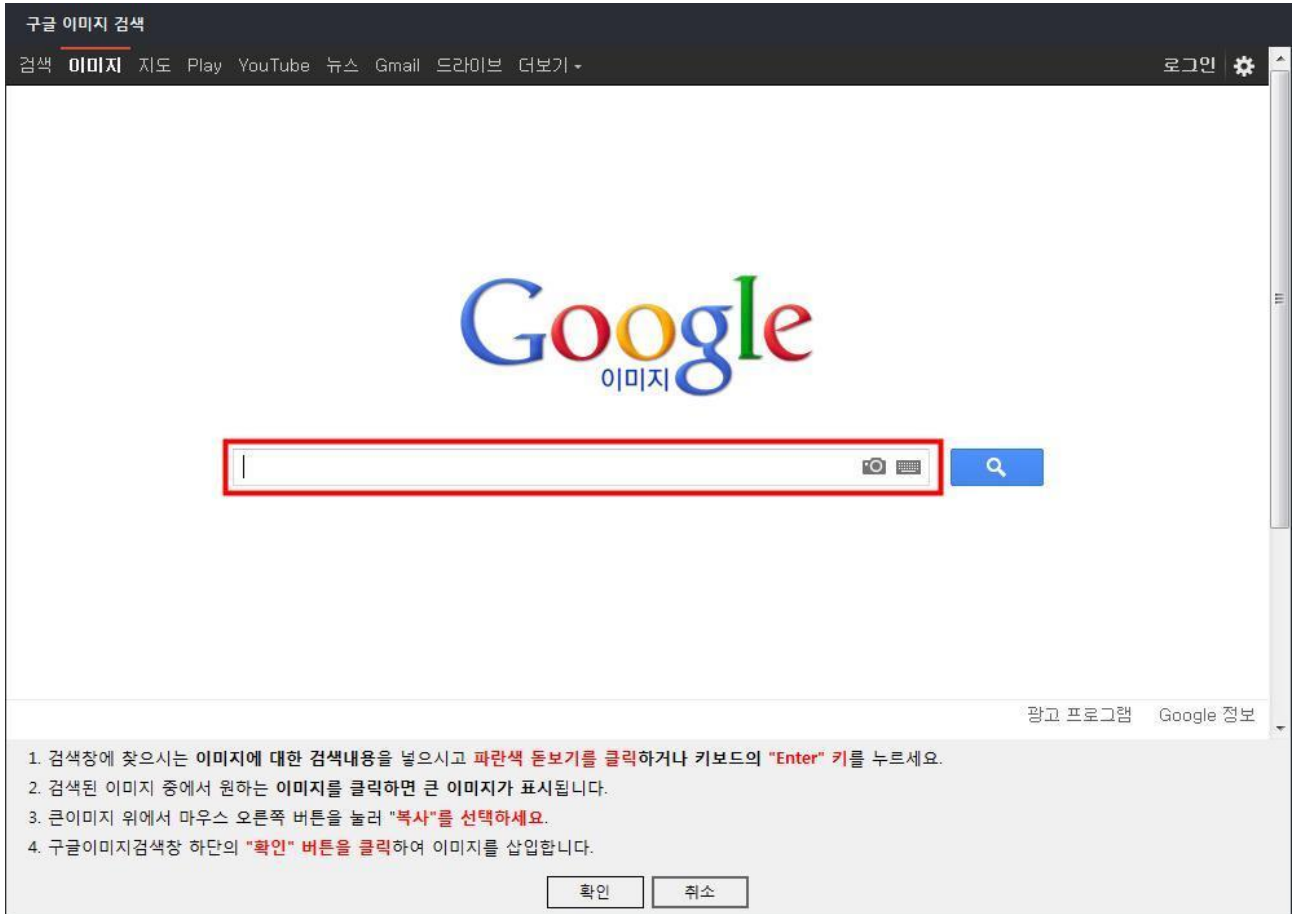 구글 이미지 검색
검색 이미지 지도 Play YouTube 뉴스 Gmail 드라이브 더보기 로그인
Google
이미지
광고 프로그램 Google 정보
1. 검색창에 찾으시는 이미지에 대한 검색내용을 넣으시고 파란색 돋보기를 클릭하거나 키보드의 "Enter" 키를 누르세요.
2. 검색된 이미지 중에서 원하는 이미지를 클릭하면 큰 이미지가 표시됩니다.
3. 큰이미지 위에서 마우스 오른쪽 버튼을 눌러 "복사"를 선택하세요.
4. 구글이미지검색창 하단의 "확인" 버튼을 클릭하여 이미지를 삽입합니다.
확인 취소